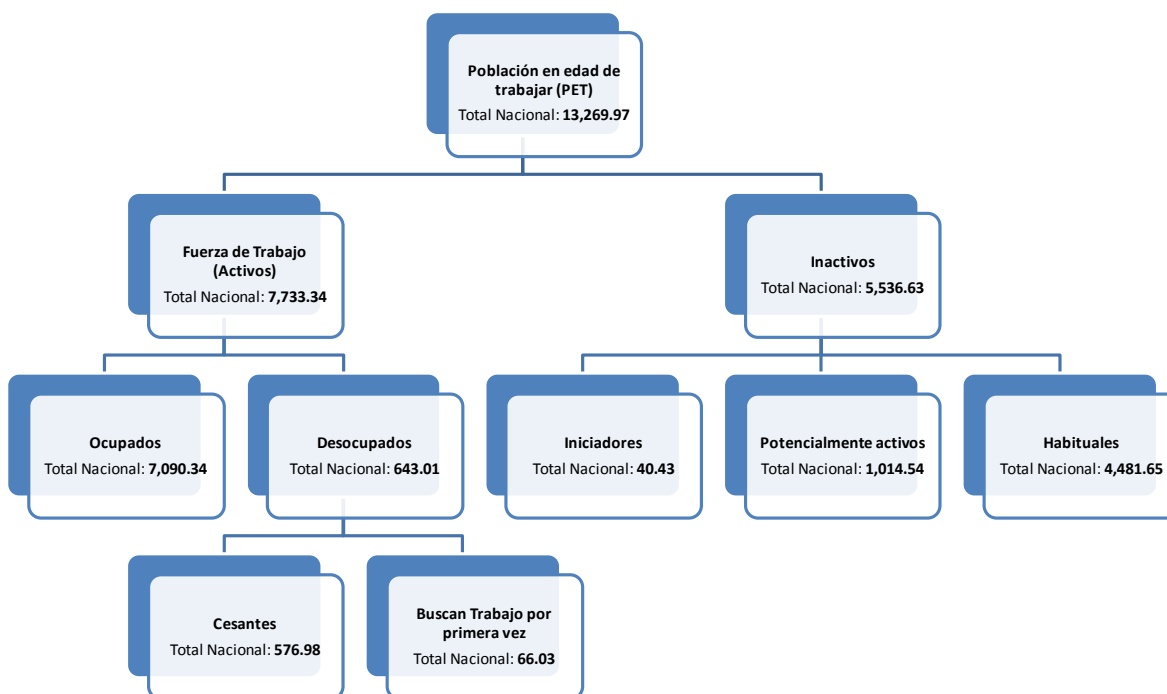 Población en edad de
trabajar (PET)
Total Nacional: 13,269.97
Fuerza de Trabajo
(Activos)
Total Nacional: 7,733.34
Inactivos
Total Nacional: 5,536.63
Ocupados
Total Nacional: 7,090.34
Desocupados
Total Nacional: 643.01
Iniciadores
Total Nacional: 40.43
Potencialmente activos
Total Nacional: 1,014.54
Habituales
Total Nacional: 4,481.65
Cesantes
Total Nacional: 576.98
Buscan Trabajo por
primera vez
Total Nacional: 66.03